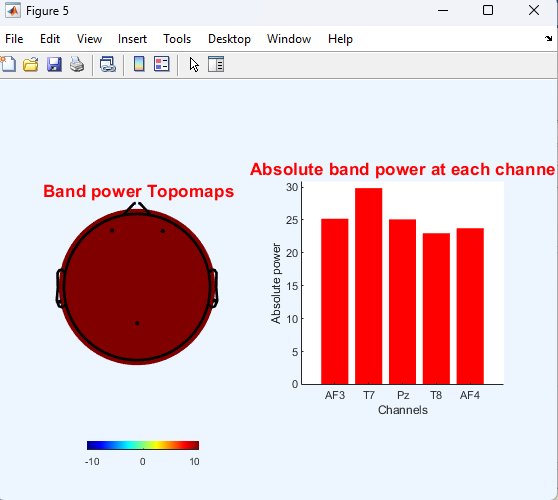 Figure 5
File Edit View Insert Tools Desktop Window Help
Band power Topomaps
-10 0 10
Absolute band power at each channe
30
25
20
15
10
5
0
Absolute power
AF3 T7 Pz T8 AF4
Channels